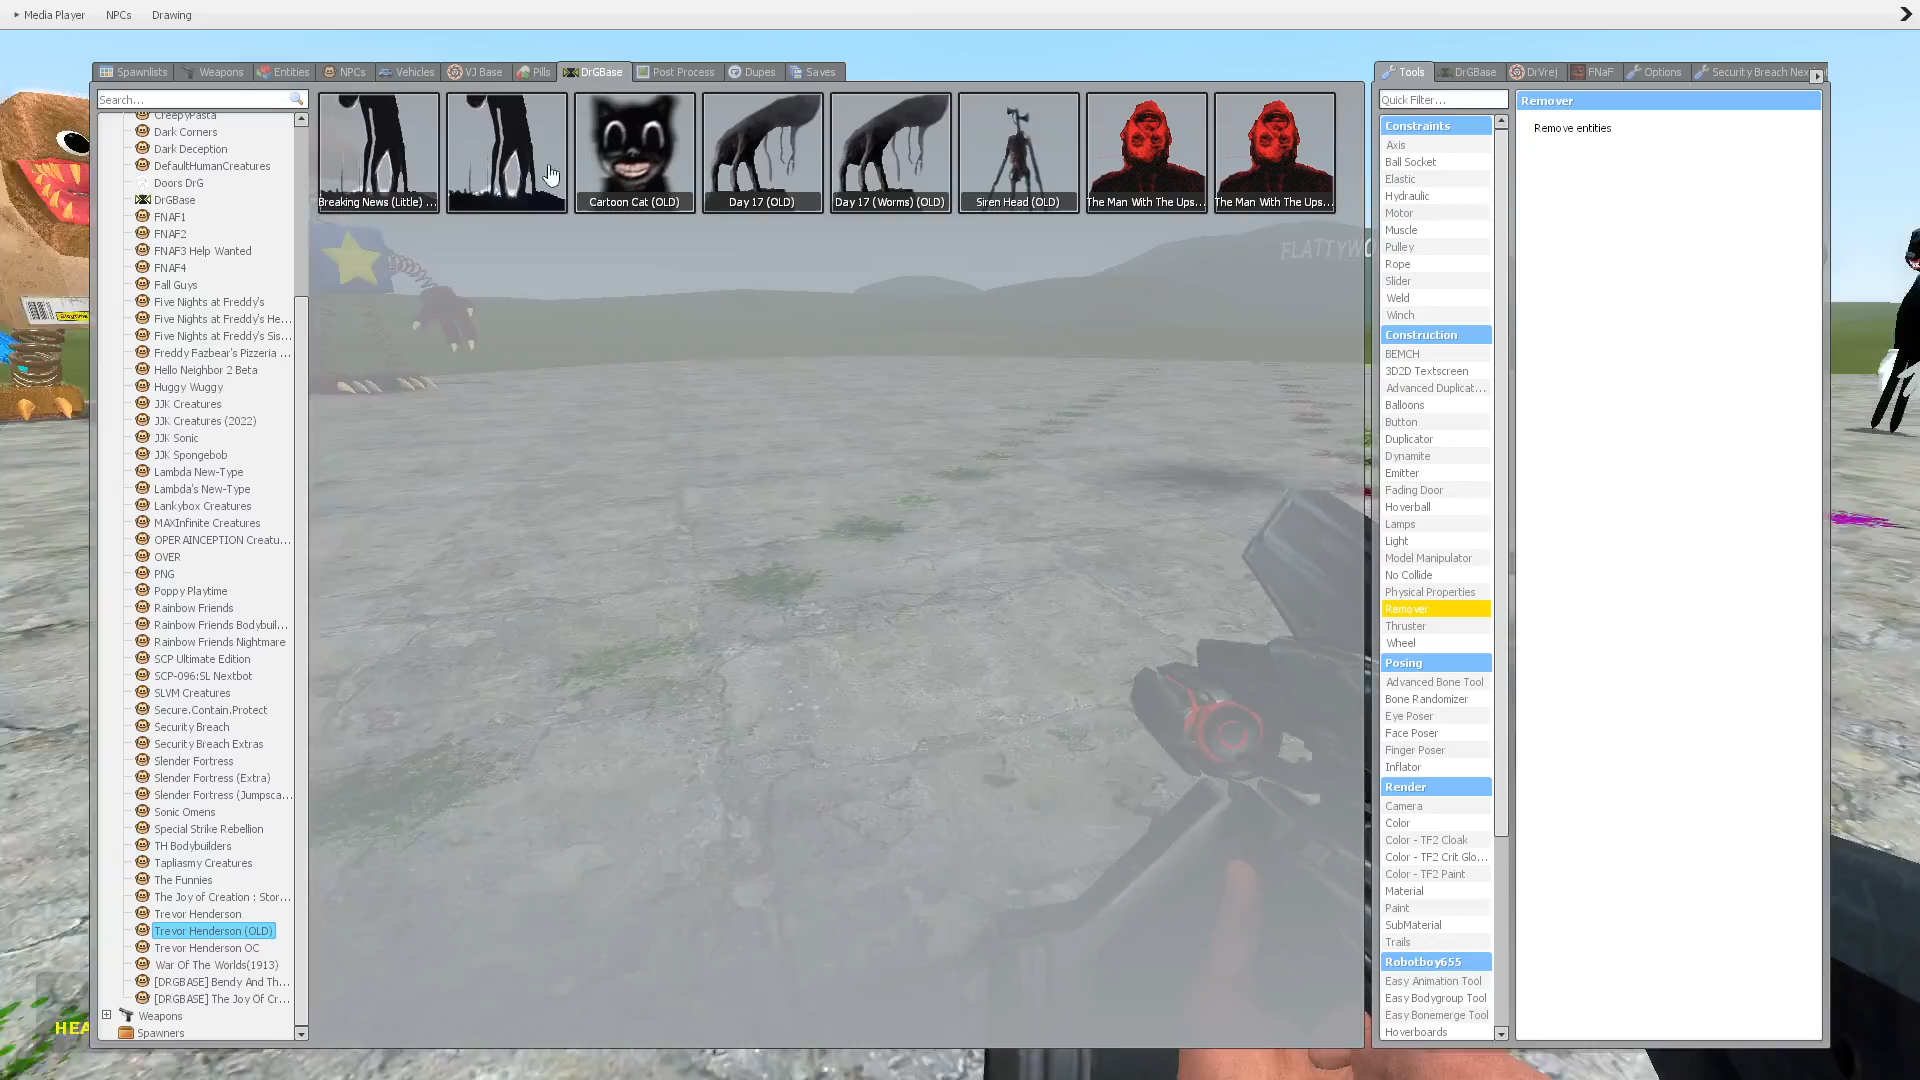 Media Player NPCs Drawing
Spawnlists Weapons Entities NPCs Vehicles VJ Base Pills DrGBase Post Process Dupes Saves
Search...
CreepyPasta
Dark Corners
Dark Deception
DefaultHumanCreatures
Doors DrG
DrGBase
FNAF1
FNAF2
FNAF3 Help Wanted
FNAF4
Fall Guys
Five Nights at Freddy's
Five Nights at Freddy's He...
Five Nights at Freddy's Sis...
Freddy Fazbear's Pizzeria ...
Hello Neighbor 2 Beta
Huggy Wuggy
JJK Creatures
JJK Creatures (2022)
JJK Sonic
JJK Spongebob
Lambda New-Type
Lambda's New-Type
Lankybox Creatures
MAXInfinite Creatures
OPERAINCEPTION Creatu...
OVER
PNG
Poppy Playtime
Rainbow Friends
Rainbow Friends Bodybuil...
Rainbow Friends Nightmare
SCP Ultimate Edition
SCP-096:SL Nextbot
SLVM Creatures
Secure.Contain.Protect
Security Breach
Security Breach Extras
Slender Fortress
Slender Fortress (Extra)
Slender Fortress (Jumpsca...
Sonic Omens
Special Strike Rebellion
TH Bodybuilders
Tapliasmy Creatures
The Funnies
The Joy of Creation : Stor...
Trevor Henderson
Trevor Henderson (OLD)
Trevor Henderson OC
War Of The Worlds(1913)
[DRGBASE] Bendy And Th...
[DRGBASE] The Joy Of Cr...
Weapons
Spawners
Breaking News (Little) ...
Cartoon Cat (OLD)
Day 17 (OLD)
Day 17 (Worms) (OLD)
Siren Head (OLD)
The Man With The Ups...
The Man With The Ups...
FLATTYWO
HEA
Tools DrGBase DrVrej FNaF Options Security Breach Nex
Quick Filter...
Constraints
Axis
Ball Socket
Elastic
Hydraulic
Motor
Muscle
Pulley
Rope
Slider
Weld
Winch
Construction
BEMCH
3D2D Textscreen
Advanced Duplicat...
Balloons
Button
Duplicator
Dynamite
Emitter
Fading Door
Hoverball
Lamps
Light
Model Manipulator
No Collide
Physical Properties
Remover
Thruster
Wheel
Posing
Advanced Bone Tool
Bone Randomizer
Eye Poser
Face Poser
Finger Poser
Inflator
Render
Camera
Color
Color - TF2 Cloak
Color - TF2 Crit Glo...
Color - TF2 Paint
Material
Paint
SubMaterial
Trails
Robotboy655
Easy Animation Tool
Easy Bodygroup Tool
Easy Bonemerge Tool
Hoverboards
Remover
Remove entities